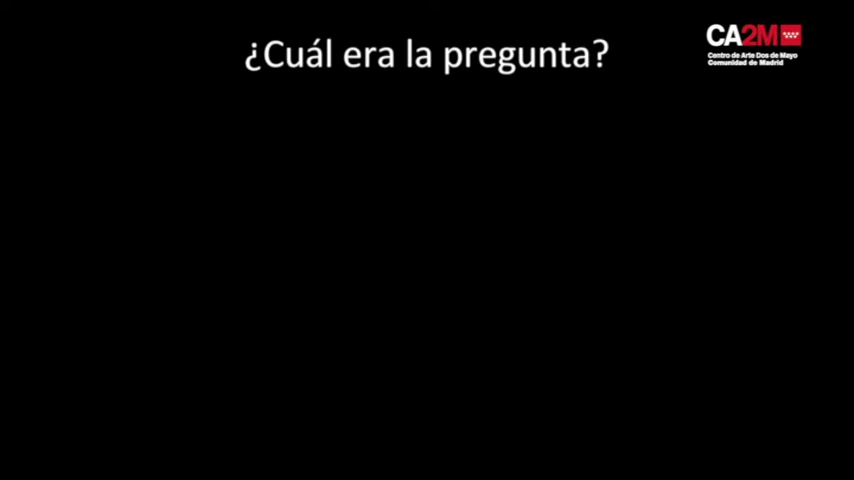 ¿Cuál era la pregunta?
CA2M
Centro de Arte Dos de Mayo
Comunidad de Madrid